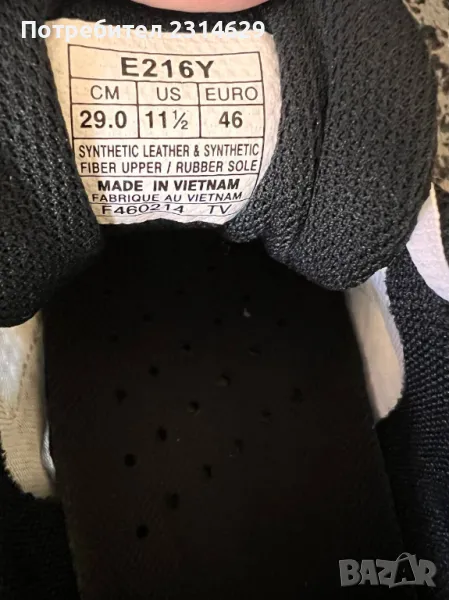 Потребител 2314629
E216Y
CM US EURO
29.0 11½ 46
SYNTHETIC LEATHER & SYNTHETIC
FIBER UPPER / RUBBER SOLE
MADE IN VIETNAM
FABRIQUE AU VIETNAM
F460214 TV
BAZAR